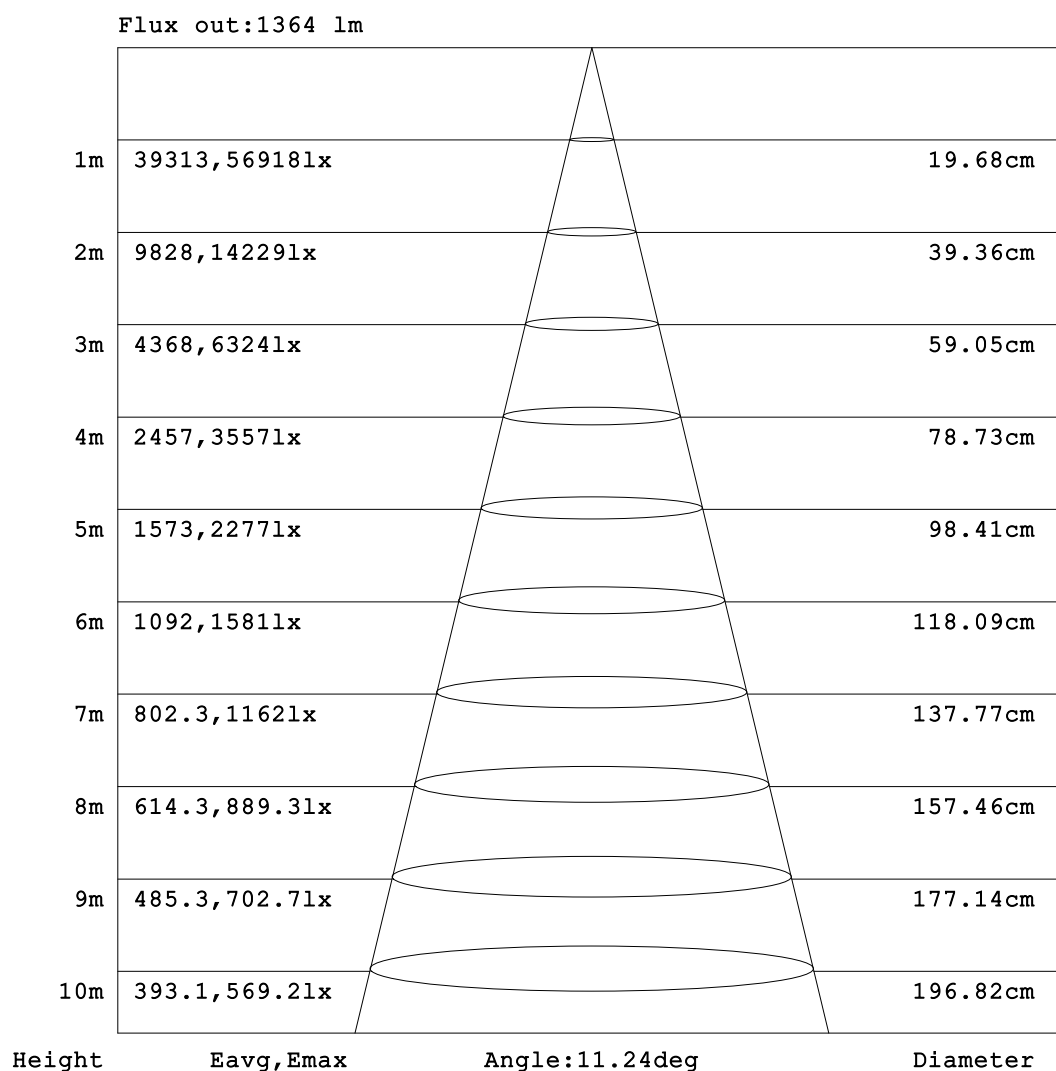 Flux out:1364 lm
1m 39313,56918lx 19.68cm
2m 9828,14229lx 39.36cm
3m 4368,6324lx 59.05cm
4m 2457,3557lx 78.73cm
5m 1573,2277lx 98.41cm
6m 1092,1581lx 118.09cm
7m 802.3,1162lx 137.77cm
8m 614.3,889.3lx 157.46cm
9m 485.3,702.7lx 177.14cm
10m 393.1,569.2lx 196.82cm
Height Eavg,Emax Angle:11.24deg Diameter